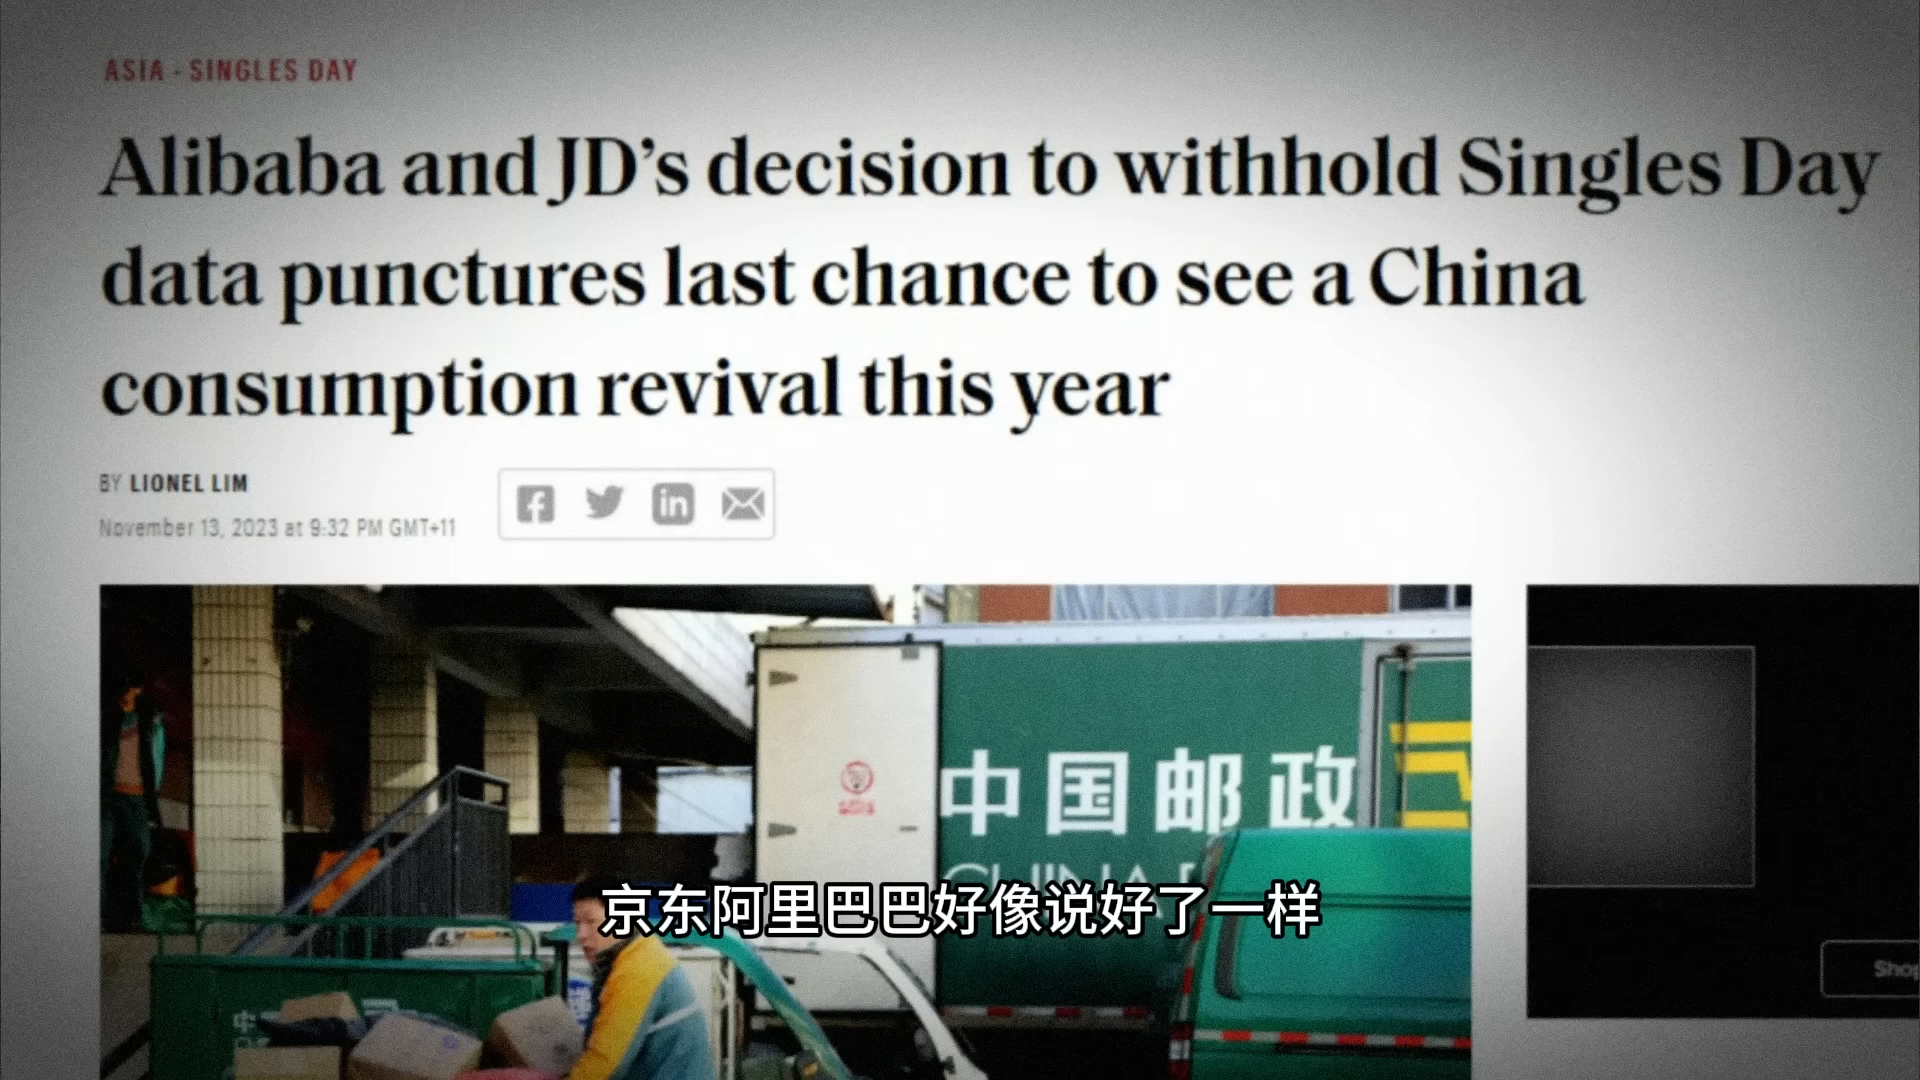 ASIA - SINGLES DAY
Alibaba and JD's decision to withhold Singles Day
data punctures last chance to see a China
consumption revival this year
BY LIONEL LIM
November 13, 2023 at 9:32 PM GMT+11
中国邮政
京东阿里巴巴好像说好了一样